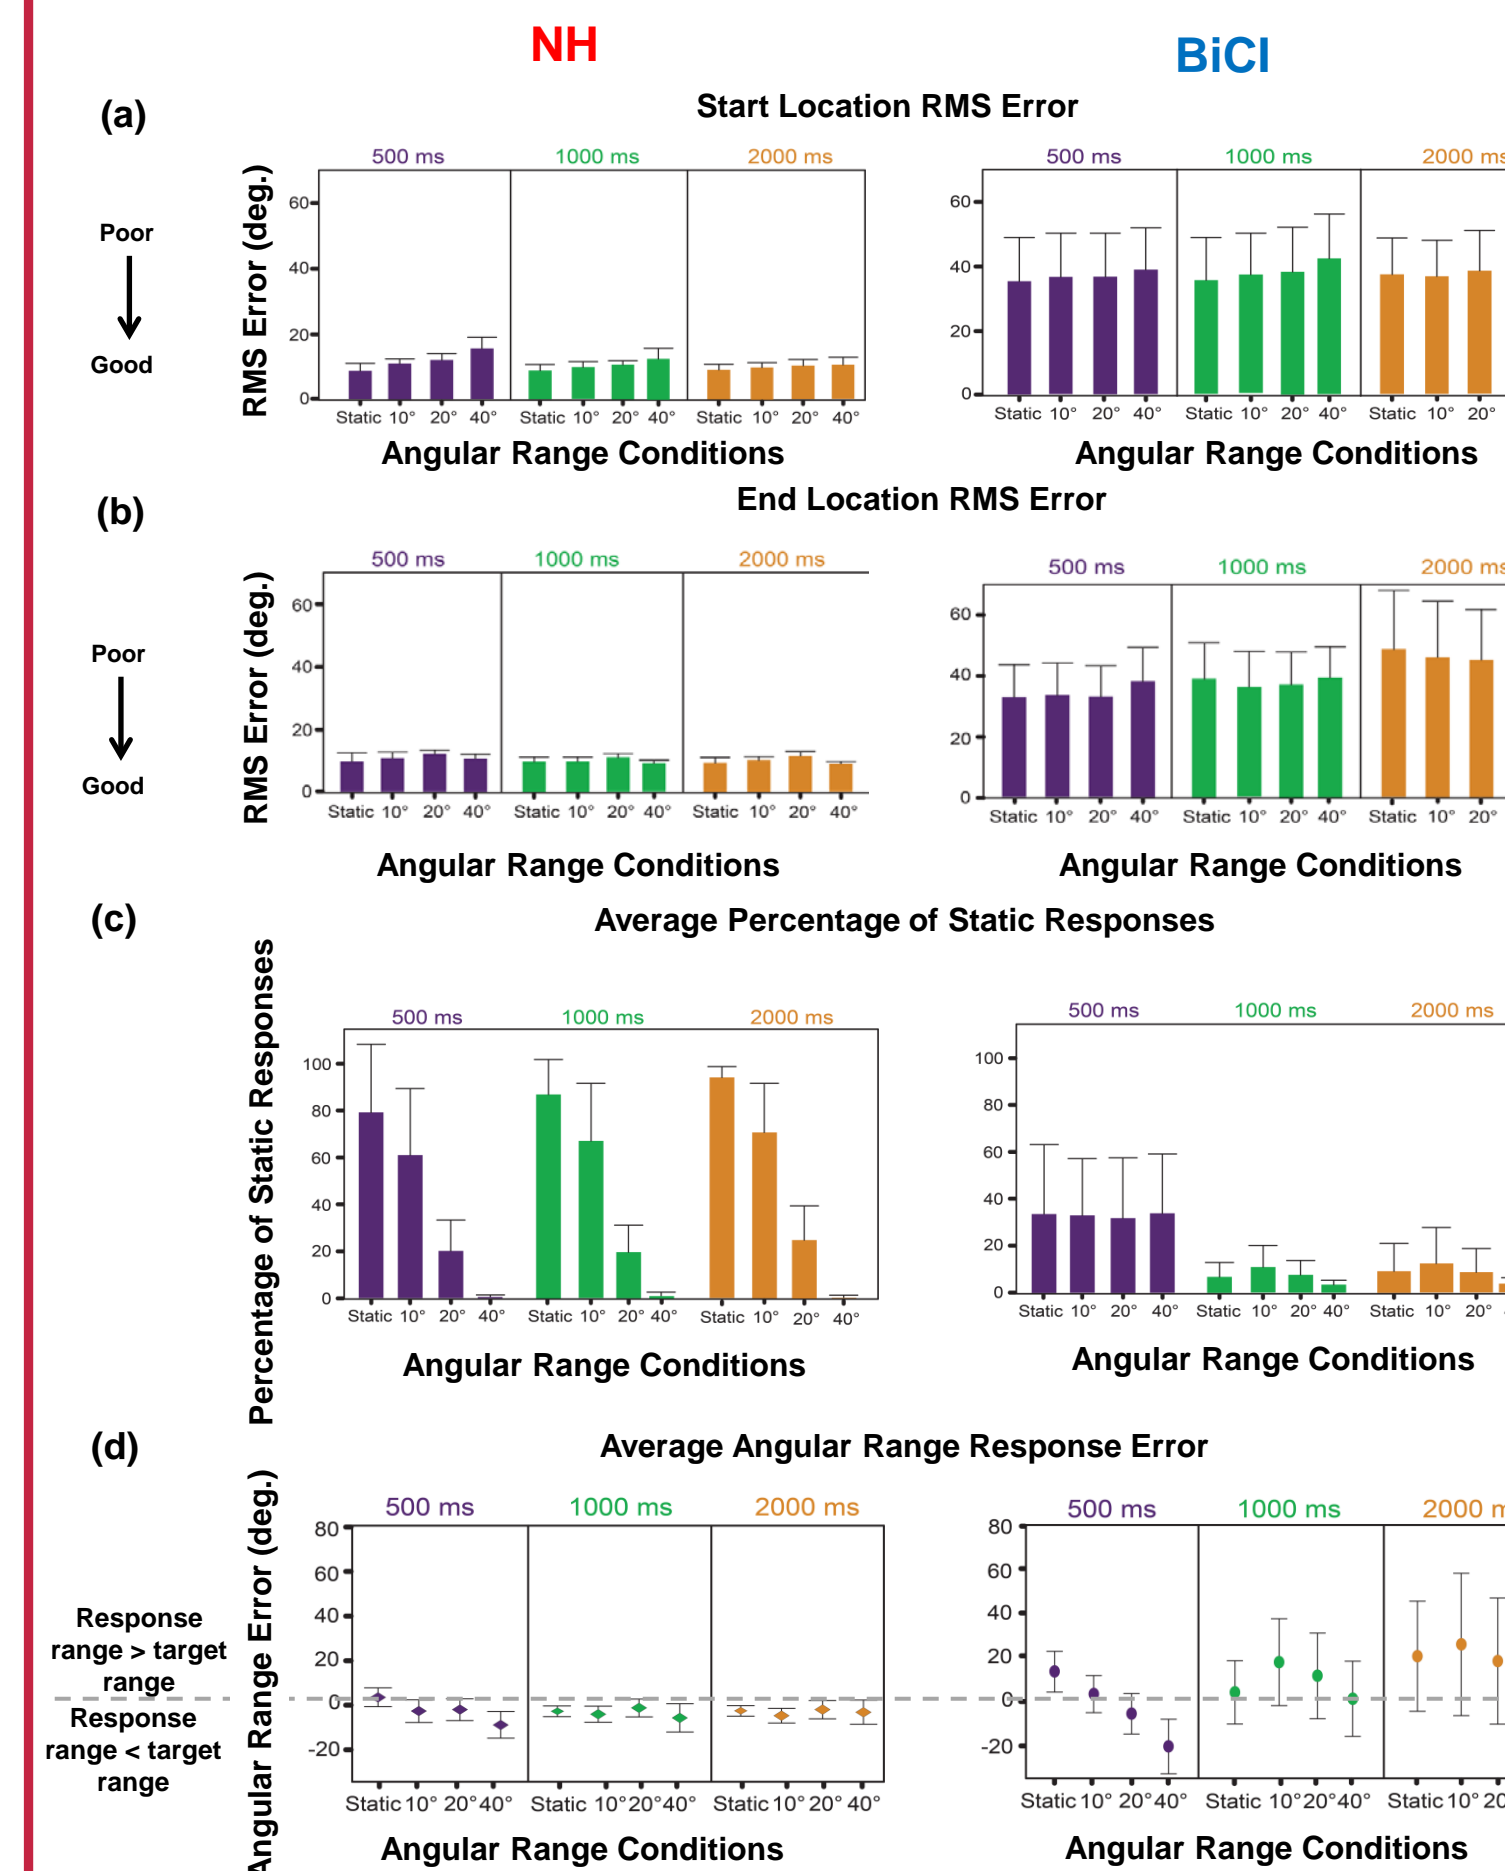 NH
BiCI
(a)
Start Location RMS Error
500 ms 1000 ms 2000 ms
500 ms 1000 ms 2000 ms
Poor
Good
RMS Error (deg.)
60
40
20
0
60
40
20
0
Static 10° 20° 40° Static 10° 20° 40° Static 10° 20° 40°
Static 10° 20° 40° Static 10° 20° 40° Static 10° 20°
Angular Range Conditions
Angular Range Conditions
(b)
End Location RMS Error
500 ms 1000 ms 2000 ms
500 ms 1000 ms 2000 ms
Poor
Good
RMS Error (deg.)
60
40
20
0
60
40
20
0
Static 10° 20° 40° Static 10° 20° 40° Static 10° 20° 40°
Static 10° 20° 40° Static 10° 20° 40° Static 10° 20°
Angular Range Conditions
Angular Range Conditions
(c)
Average Percentage of Static Responses
500 ms 1000 ms 2000 ms
500 ms 1000 ms 2000 ms
Percentage of Static Responses
100
80
60
40
20
0
100
80
60
40
20
0
Static 10° 20° 40° Static 10° 20° 40° Static 10° 20° 40°
Static 10° 20° 40° Static 10° 20° 40° Static 10° 20°
Angular Range Conditions
Angular Range Conditions
(d)
Average Angular Range Response Error
500 ms 1000 ms 2000 ms
500 ms 1000 ms 2000 m
Response
range > target
range
Response
range < target
range
Angular Range Error (deg.)
80
60
40
20
0
-20
80
60
40
20
0
-20
Static 10° 20° 40° Static 10° 20° 40° Static 10° 20° 40°
Static 10° 20° 40° Static 10° 20° 40° Static 10° 20
Angular Range Conditions
Angular Range Conditions